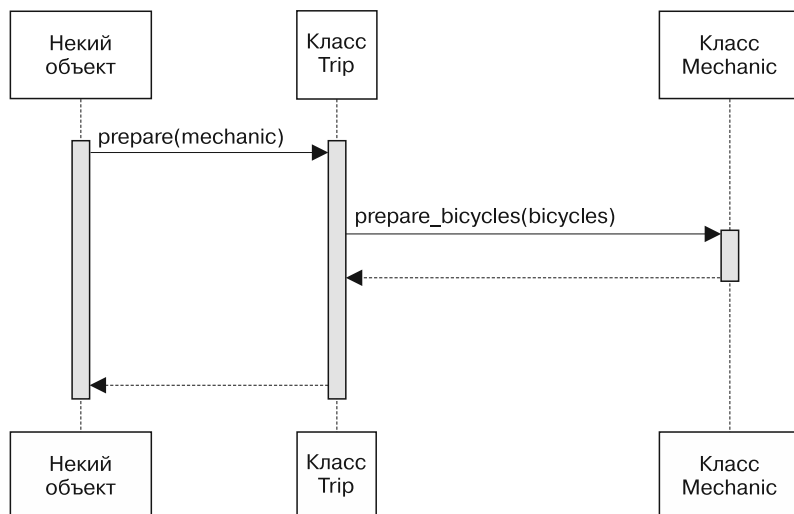 Некий
объект
Класс
Trip
Класс
Mechanic
prepare(mechanic)
prepare_bicycles(bicycles)
Некий
объект
Класс
Trip
Класс
Mechanic